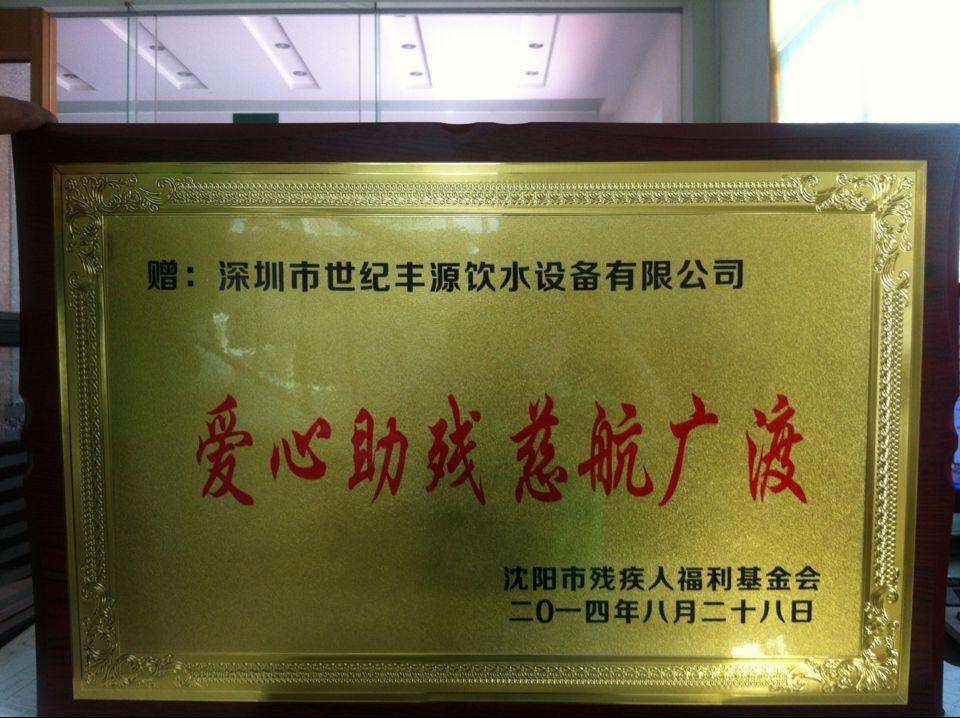 赠：深圳市世纪丰源饮水设备有限公司
爱心助残慈航广渡
沈阳市残疾人福利基金会
二〇一四年八月二十八日